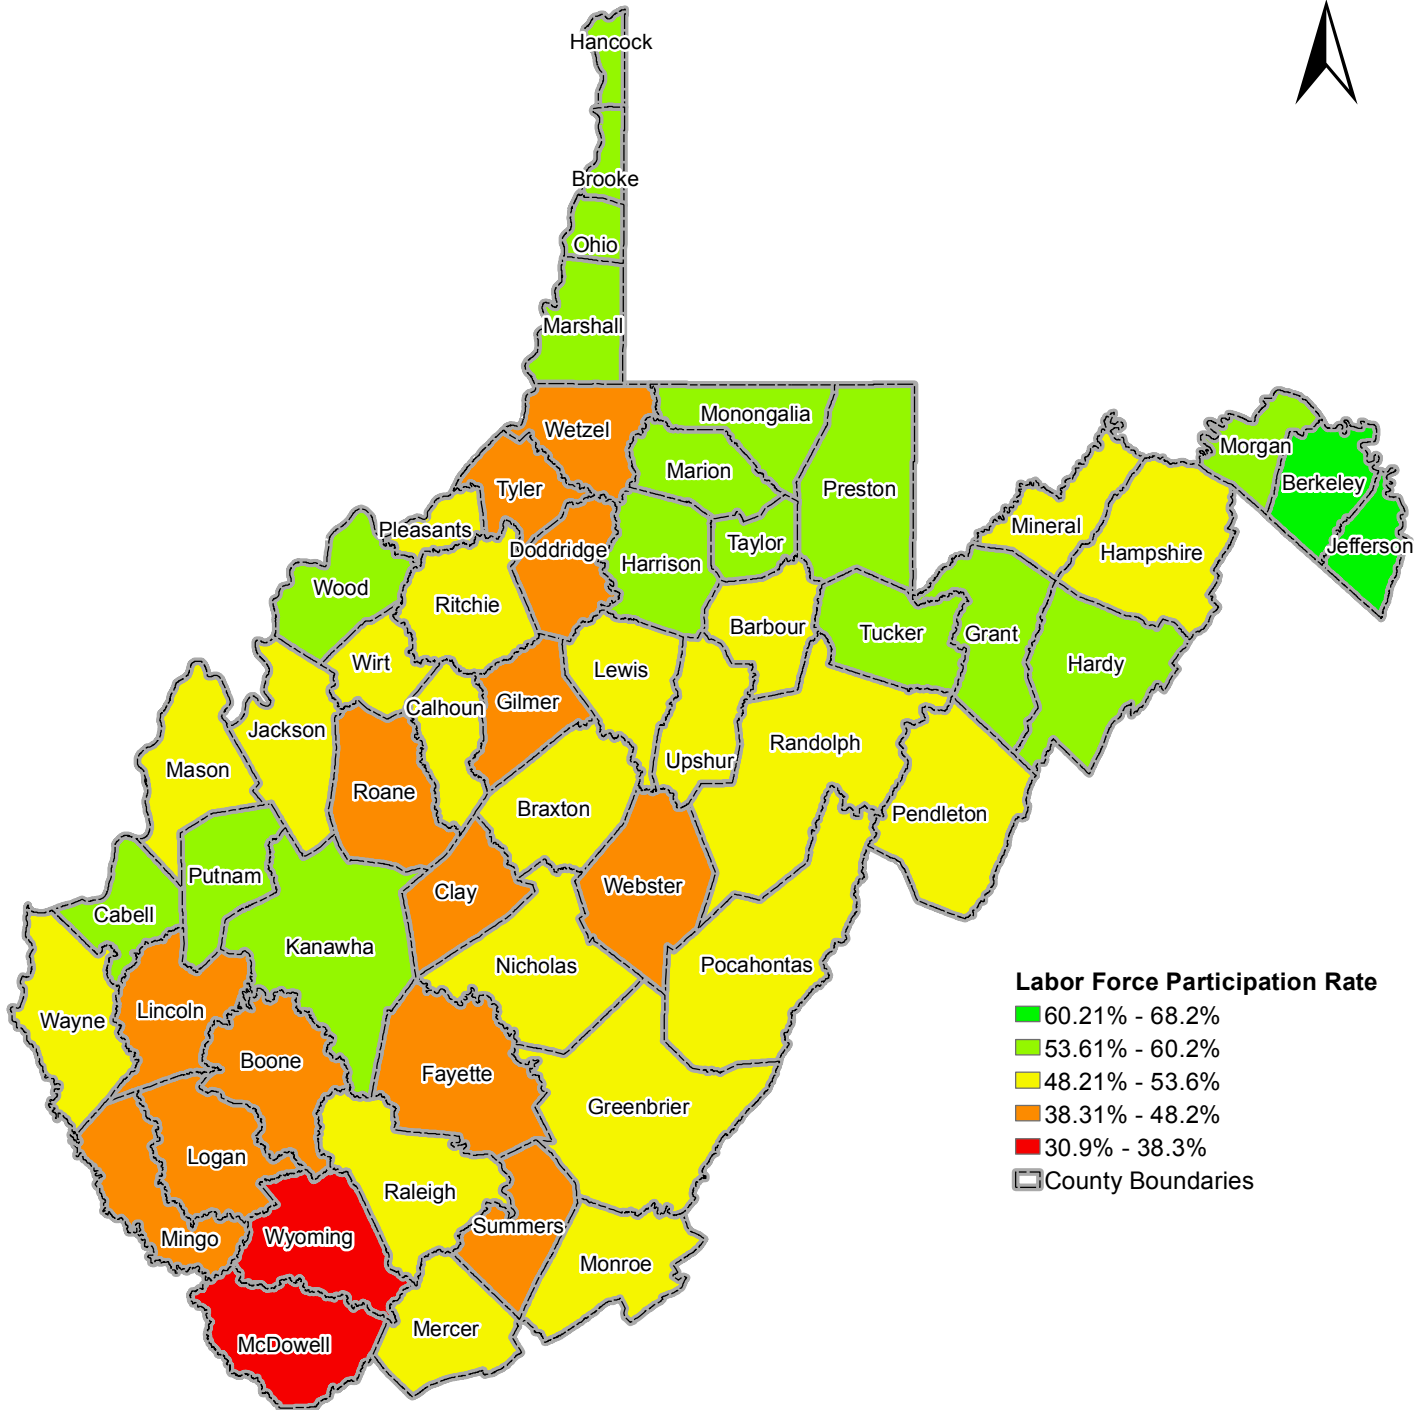 Hancock
Brooke
Ohio
Marshall
Wetzel
Monongalia
Marion
Preston
Tyler
Morgan
Berkeley
Jefferson
Mineral
Hampshire
Pleasants
Doddridge
Harrison
Taylor
Wood
Ritchie
Barbour
Tucker
Grant
Hardy
Wirt
Lewis
Calhoun
Gilmer
Jackson
Randolph
Upshur
Mason
Roane
Braxton
Pendleton
Putnam
Clay
Webster
Cabell
Kanawha
Nicholas
Pocahontas
Lincoln
Wayne
Boone
Fayette
Greenbrier
Logan
Raleigh
Mingo
Wyoming
Summers
Monroe
Mercer
McDowell
Labor Force Participation Rate
60.21% - 68.2%
53.61% - 60.2%
48.21% - 53.6%
38.31% - 48.2%
30.9% - 38.3%
County Boundaries